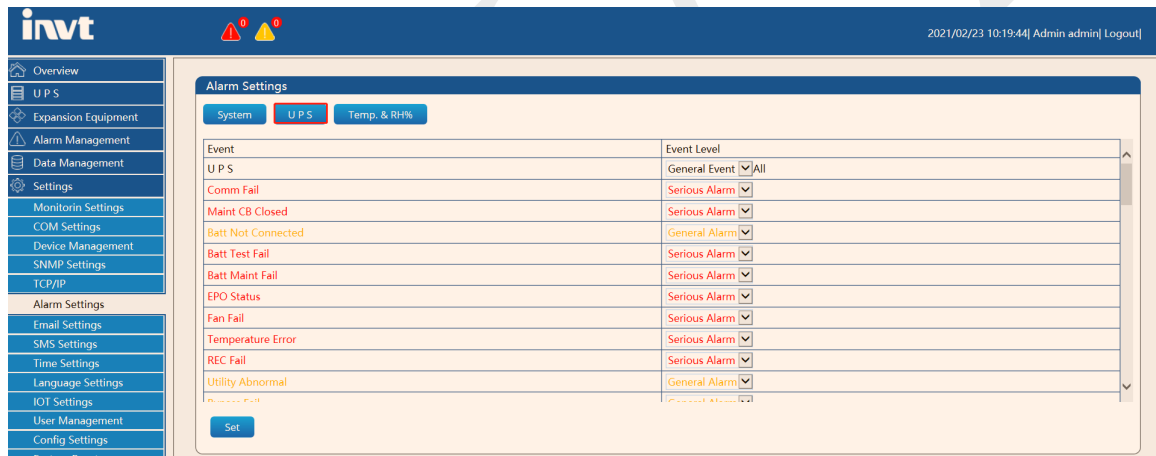 invt
0 0
2021/02/23 10:19:44| Admin admin| Logout|
Overview
UPS
Expansion Equipment
Alarm Management
Data Management
Settings
Monitorin Settings
COM Settings
Device Management
SNMP Settings
TCP/IP
Alarm Settings
Email Settings
SMS Settings
Time Settings
Language Settings
IOT Settings
User Management
Config Settings
Alarm Settings
System UPS Temp. & RH%
Event Event Level
UPS General Event All
Comm Fail Serious Alarm
Maint CB Closed Serious Alarm
Batt Not Connected General Alarm
Batt Test Fail Serious Alarm
Batt Maint Fail Serious Alarm
EPO Status Serious Alarm
Fan Fail Serious Alarm
Temperature Error Serious Alarm
REC Fail Serious Alarm
Utility Abnormal General Alarm
Set